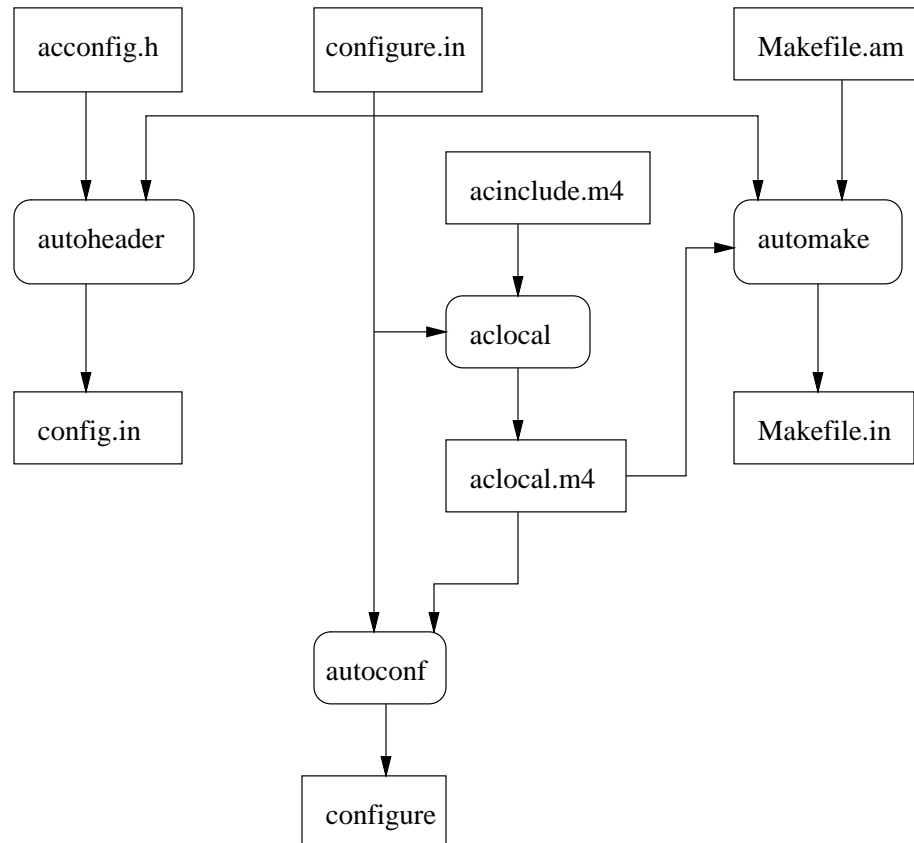 acconfig.h
configure.in
Makefile.am
acinclude.m4
autoheader
automake
aclocal
config.in
Makefile.in
aclocal.m4
autoconf
configure